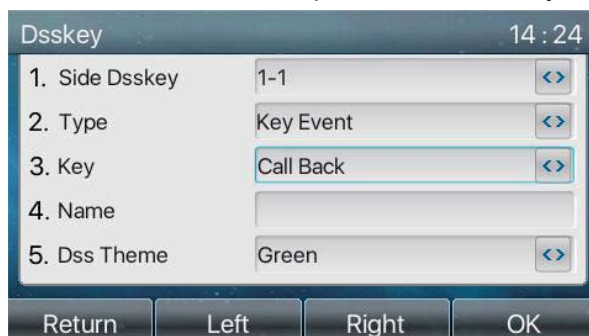 Dsskey 14 : 24
1. Side Dsskey 1-1
2. Type Key Event
3. Key Call Back
4. Name
5. Dss Theme Green
Return Left Right OK